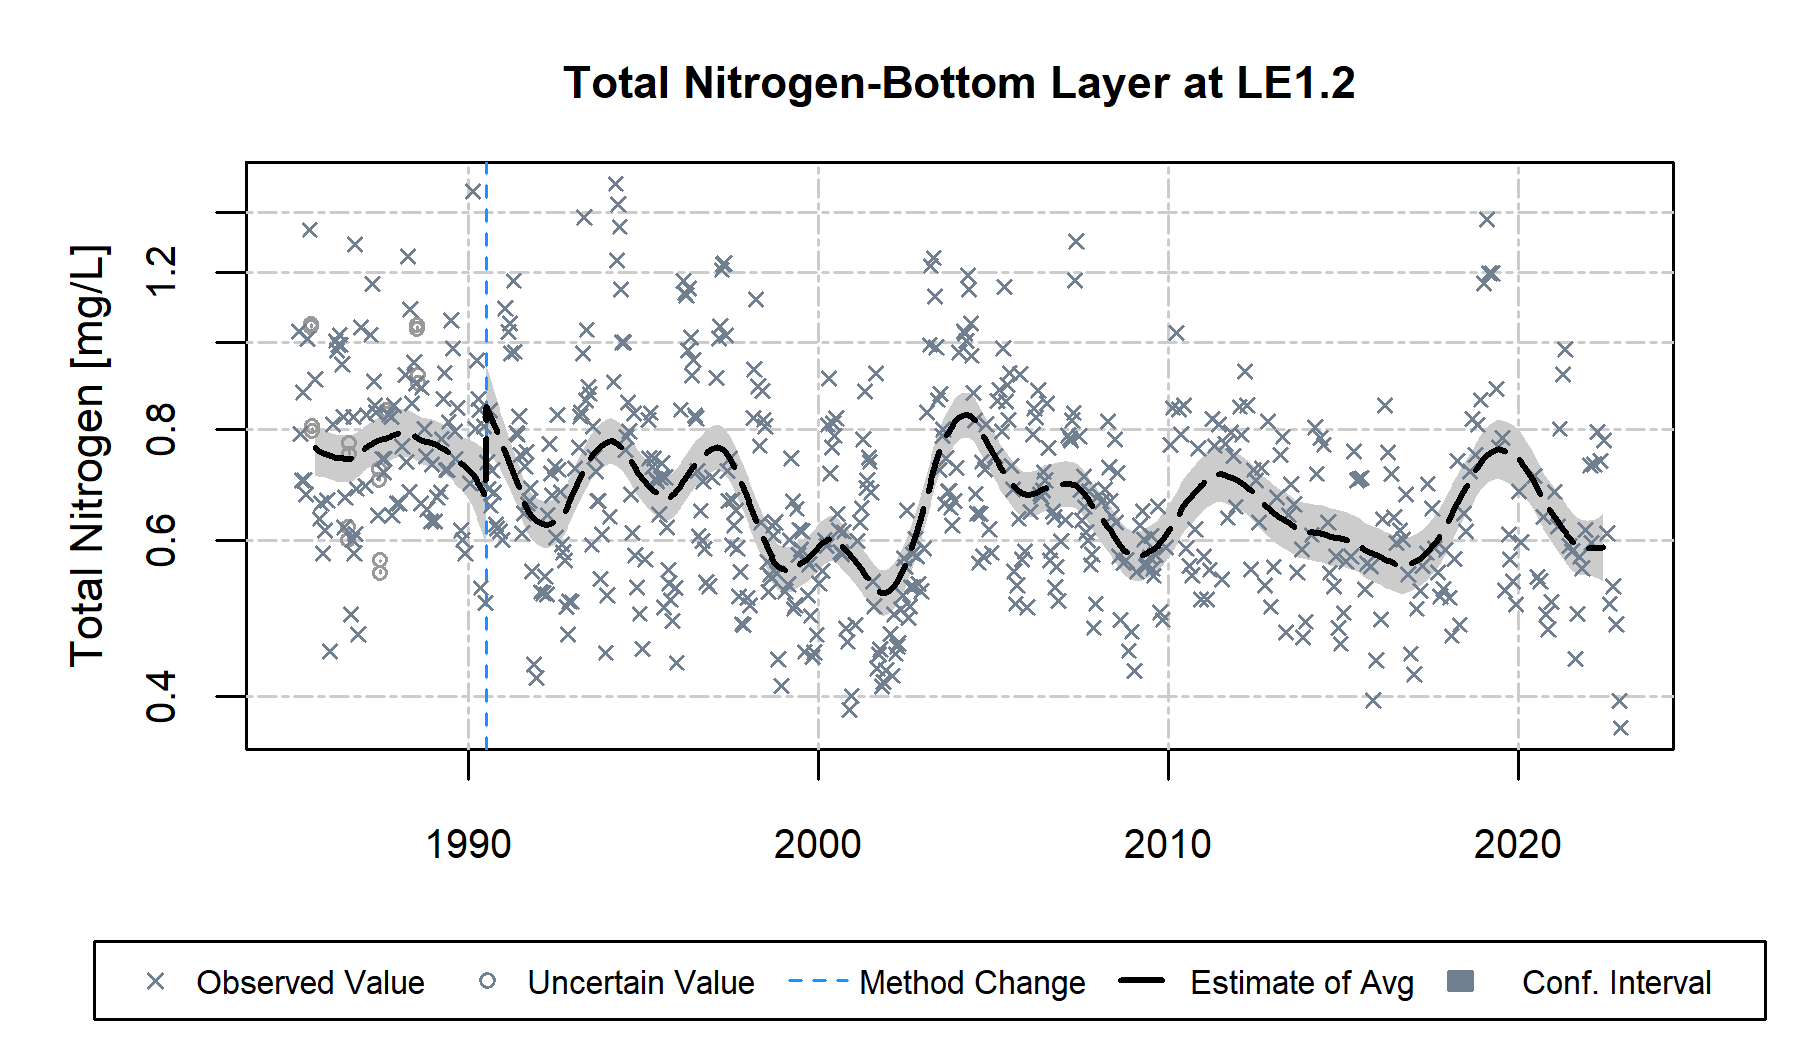 Total Nitrogen-Bottom Layer at LE1.2
Total Nitrogen [mg/L]
1.2
0.8
0.6
0.4
1990 2000 2010 2020
Observed Value Uncertain Value Method Change Estimate of Avg Conf. Interval